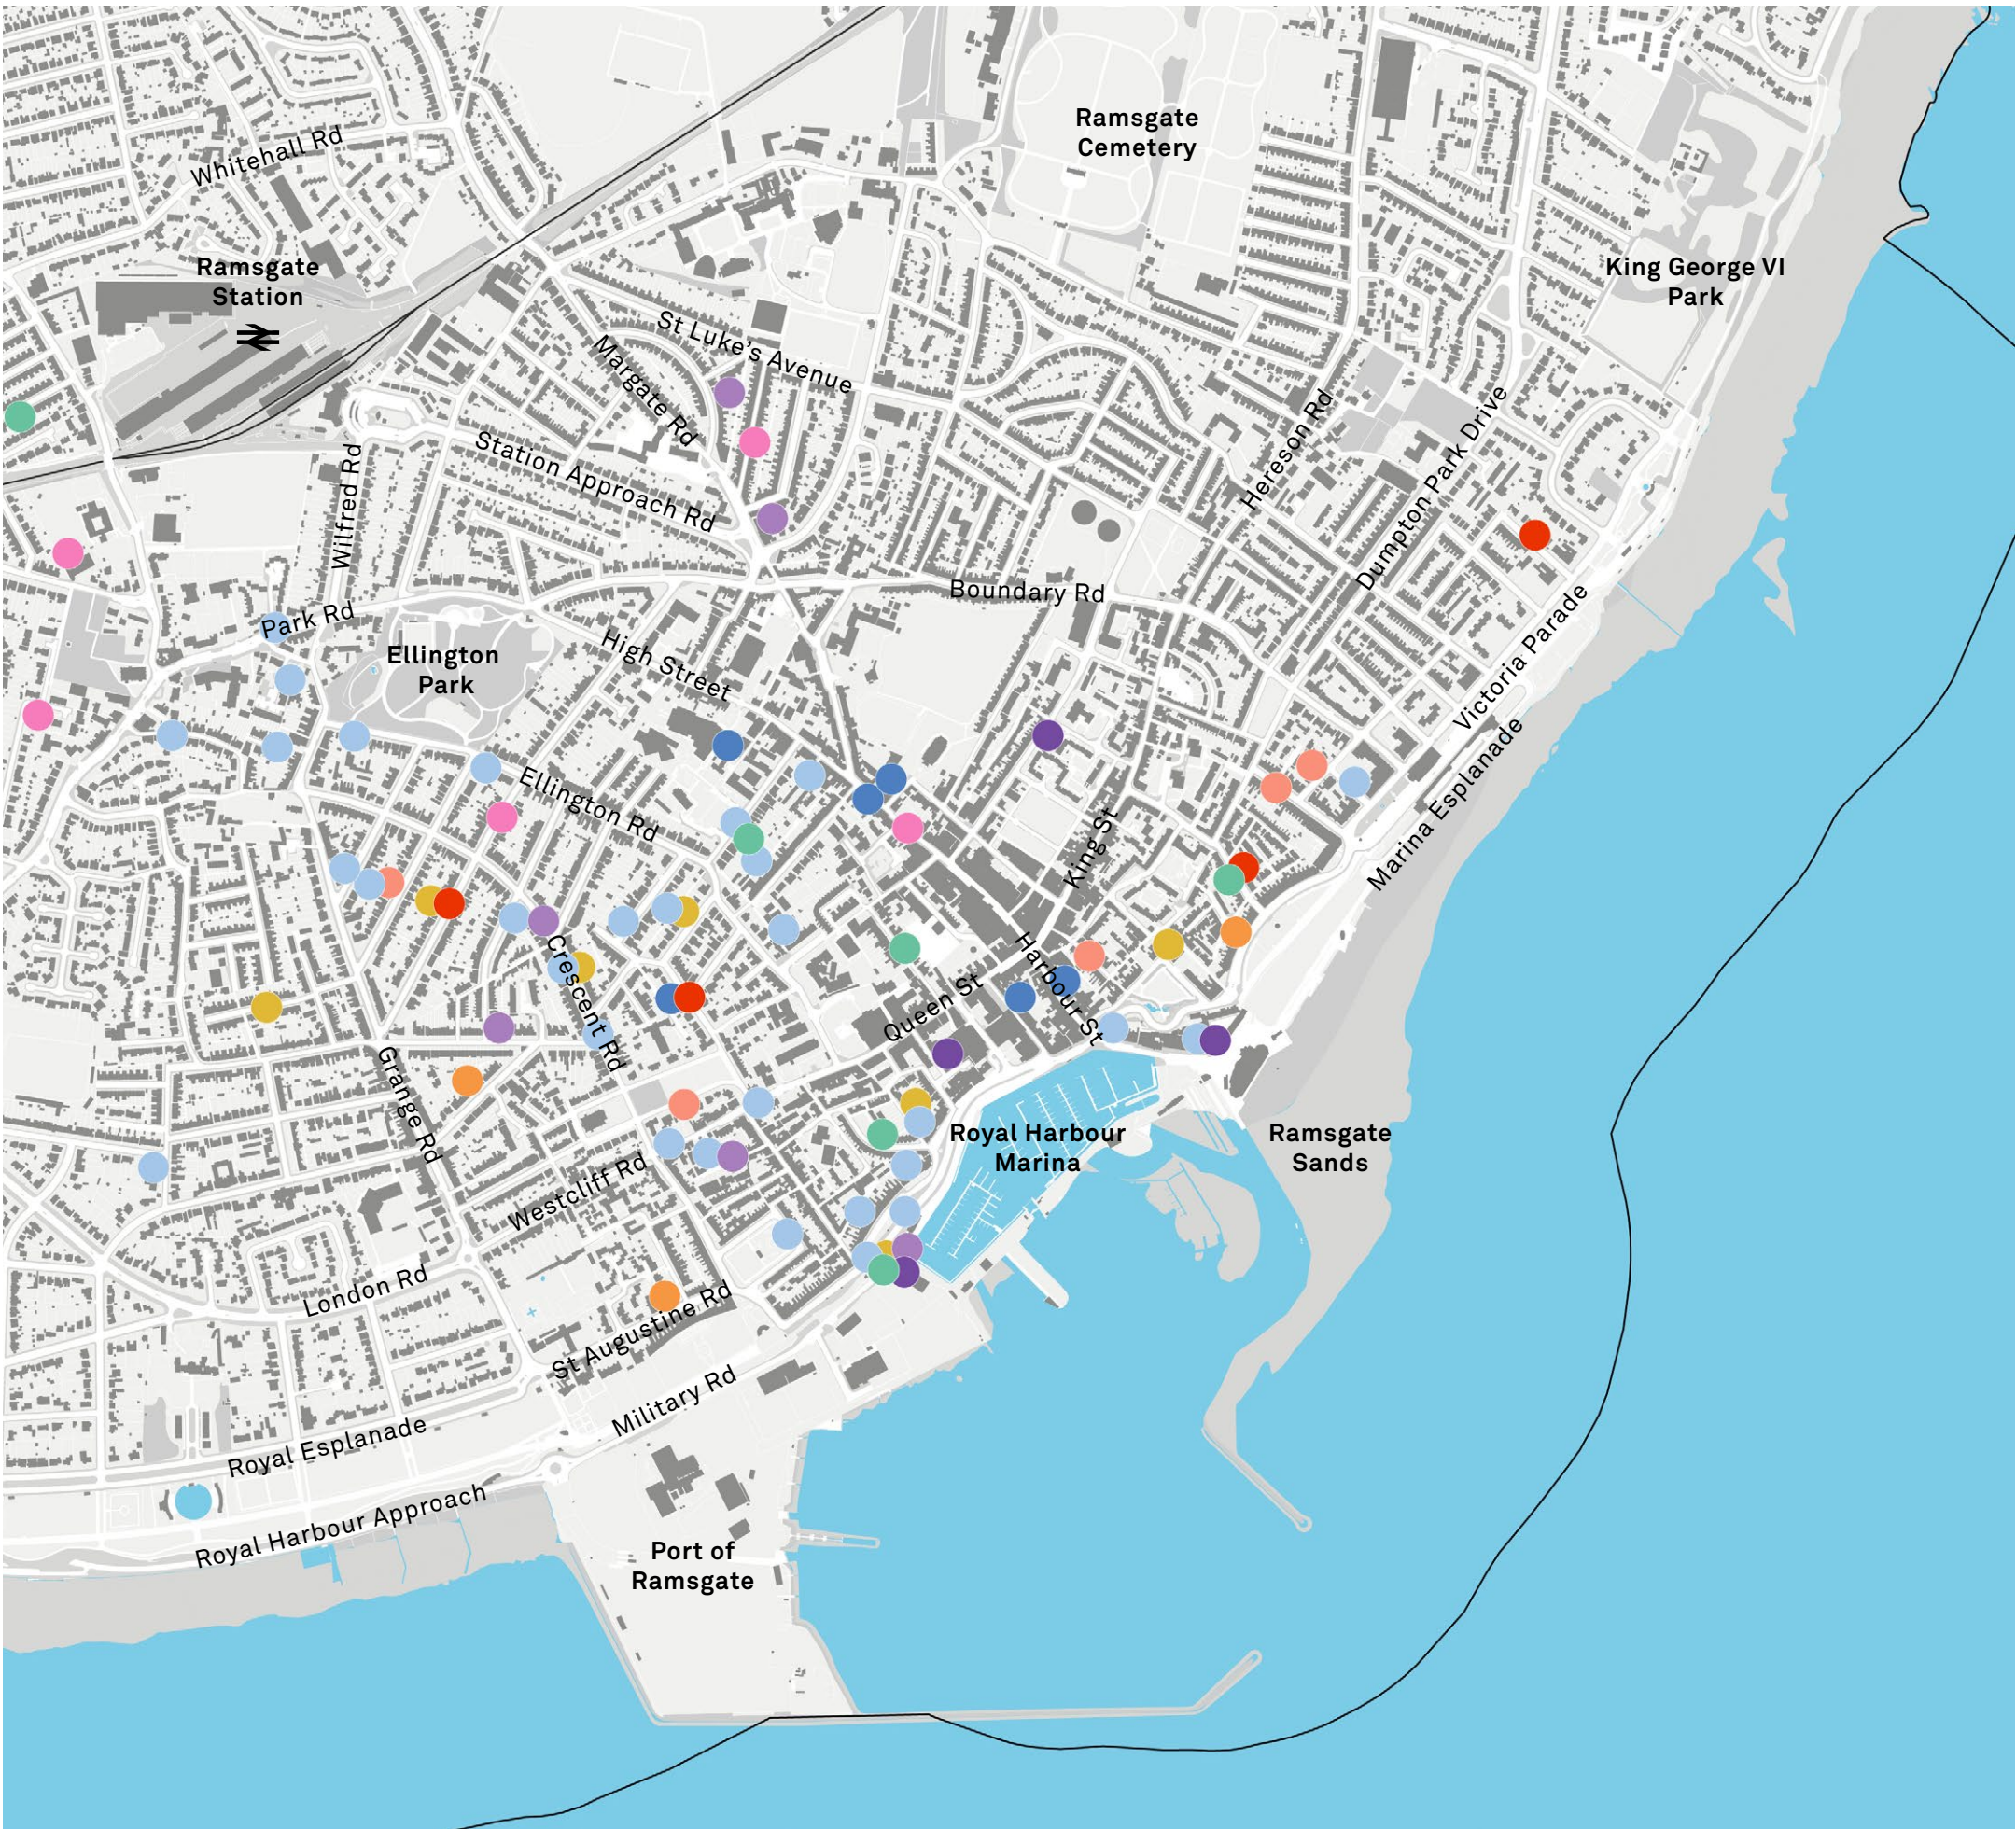 Ramsgate
Cemetery
Whitehall Rd
Ramsgate
Station
King George VI
Park
St Luke's Avenue
Margate Rd
Hereson Rd
Dumpton Park Drive
Station Approach Rd
Wilfred Rd
Boundary Rd
Park Rd
Victoria Parade
High Street
Ellington
Park
Marina Esplanade
Ellington Rd
King St
Harbour St
Crescent Rd
Queen St
Grange Rd
Royal Harbour
Marina
Ramsgate
Sands
Westcliff Rd
London Rd
St Augustine Rd
Military Rd
Royal Esplanade
Royal Harbour Approach
Port of
Ramsgate